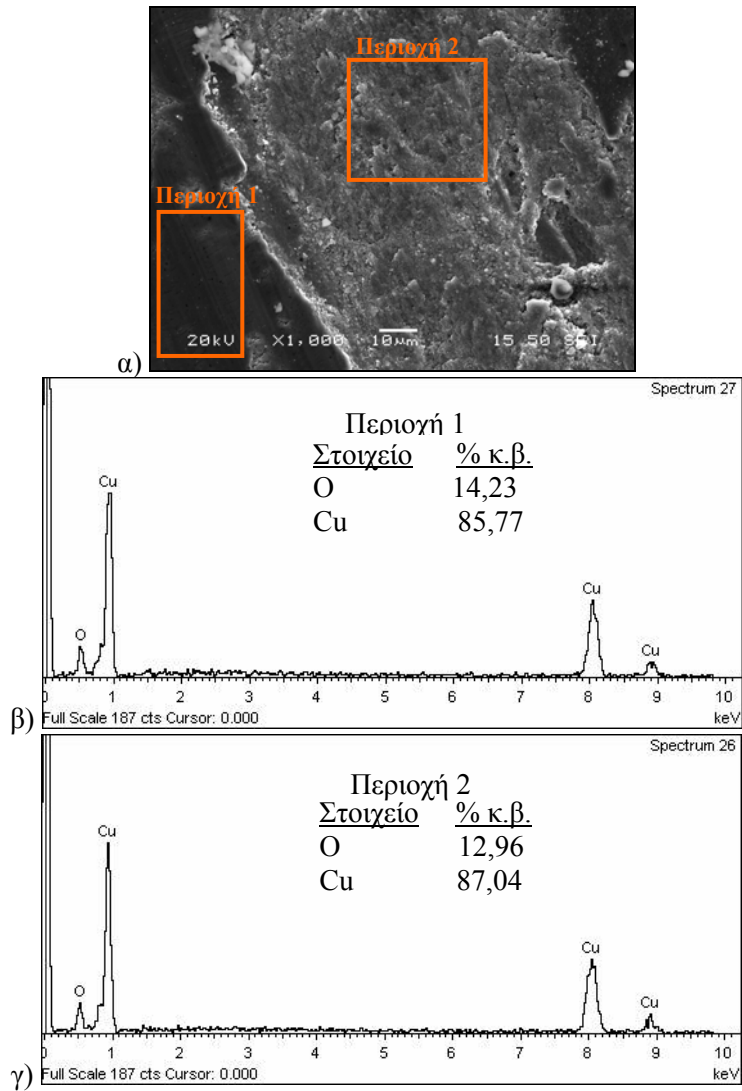 Περιοχή 2
Περιοχή 1
20kV X1,000 10μm 15 50 SEI
α)
Spectrum 27
Περιοχή 1
Στοιχείο % κ.β.
O 14,23
Cu 85,77
Cu
O
Cu
Cu
0 1 2 3 4 5 6 7 8 9 10
β) Full Scale 187 cts Cursor: 0.000 keV
Spectrum 26
Περιοχή 2
Στοιχείο % κ.β.
O 12,96
Cu 87,04
Cu
O
Cu
Cu
0 1 2 3 4 5 6 7 8 9 10
γ) Full Scale 187 cts Cursor: 0.000 keV